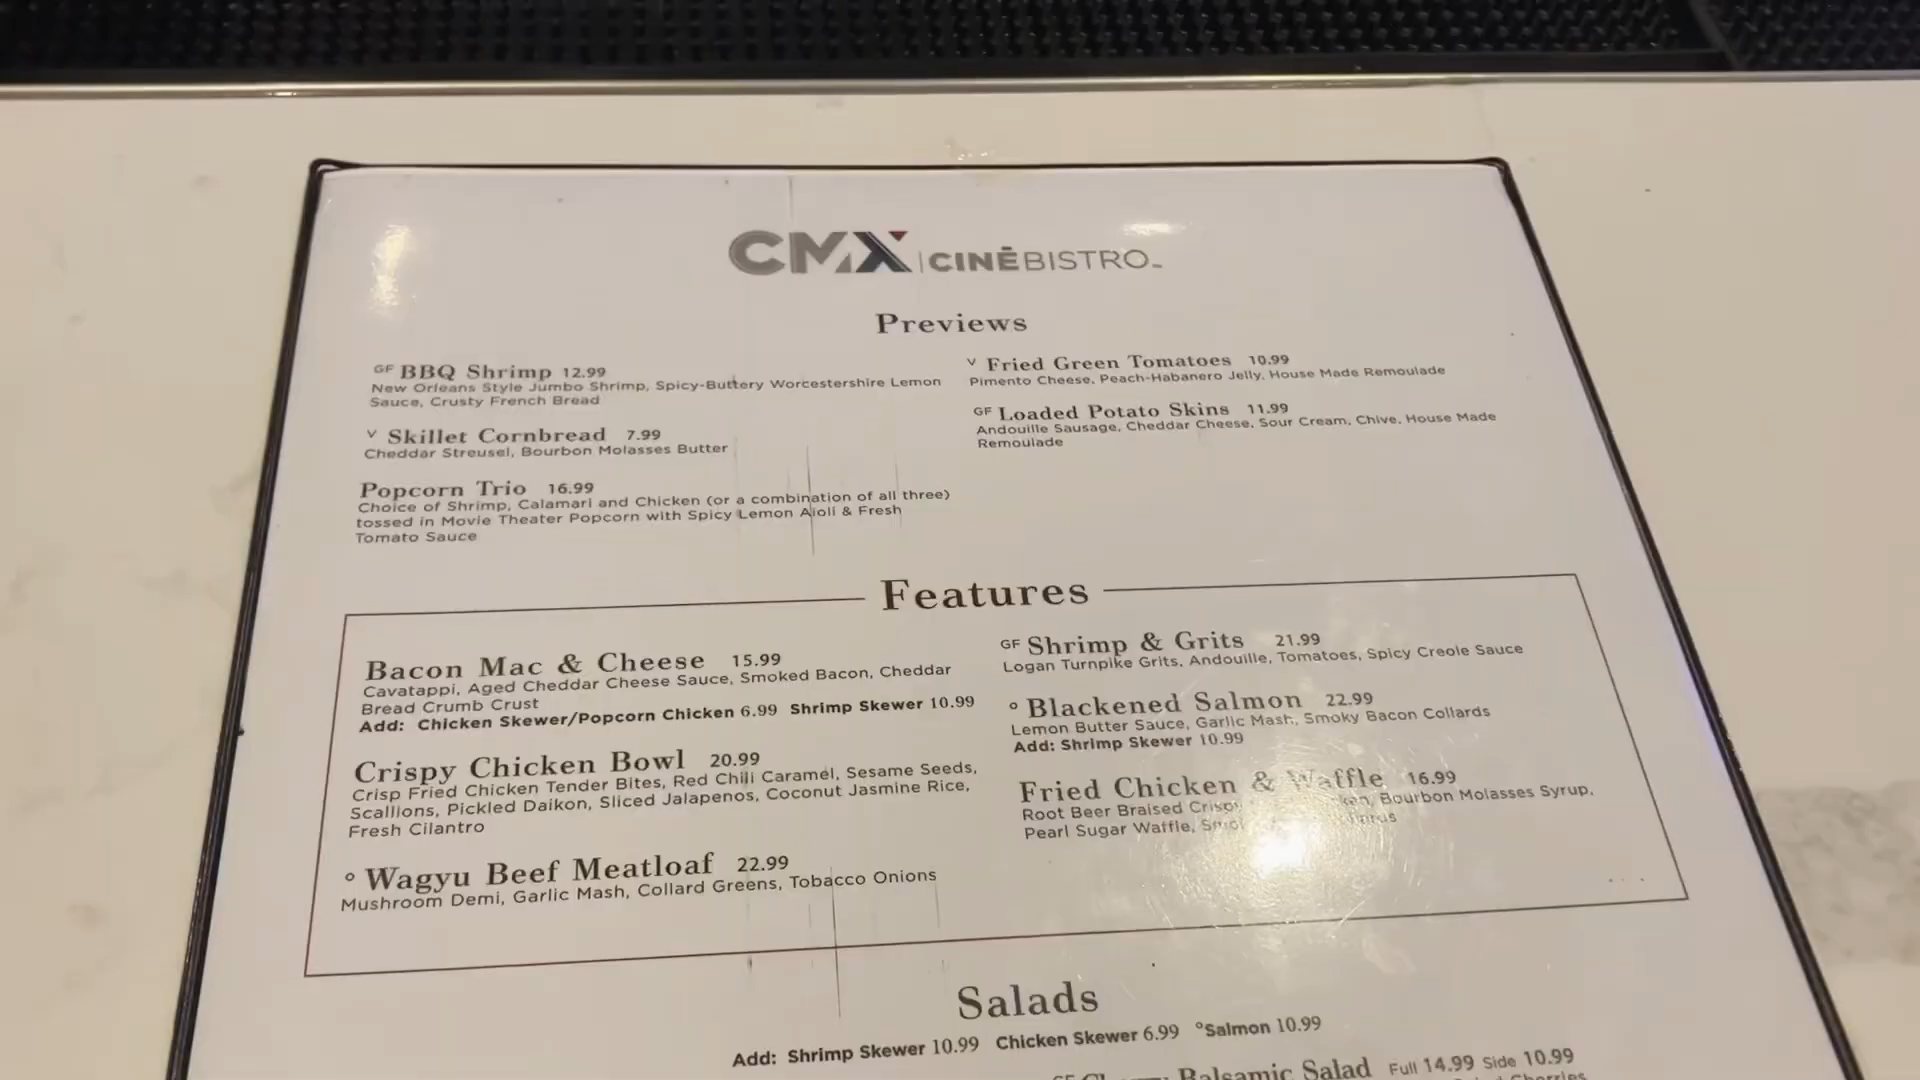 CMX | CINĒBISTRO
Previews
GF BBQ Shrimp 12.99
New Orleans Style Jumbo Shrimp, Spicy-Buttery Worcestershire Lemon
Sauce, Crusty French Bread
V Skillet Cornbread 7.99
Cheddar Streusel, Bourbon Molasses Butter
Popcorn Trio 16.99
Choice of Shrimp, Calamari and Chicken (or a combination of all three)
tossed in Movie Theater Popcorn with Spicy Lemon Aioli & Fresh
Tomato Sauce
V Fried Green Tomatoes 10.99
Pimento Cheese, Peach-Habanero Jelly, House Made Remoulade
GF Loaded Potato Skins 11.99
Andouille Sausage, Cheddar Cheese, Sour Cream, Chive, House Made
Remoulade
Features
Bacon Mac & Cheese 15.99
Cavatappi, Aged Cheddar Cheese Sauce, Smoked Bacon, Cheddar
Bread Crumb Crust
Add: Chicken Skewer/Popcorn Chicken 6.99 Shrimp Skewer 10.99
Crispy Chicken Bowl 20.99
Crisp Fried Chicken Tender Bites, Red Chili Caramel, Sesame Seeds,
Scallions, Pickled Daikon, Sliced Jalapenos, Coconut Jasmine Rice,
Fresh Cilantro
° Wagyu Beef Meatloaf 22.99
Mushroom Demi, Garlic Mash, Collard Greens, Tobacco Onions
GF Shrimp & Grits 21.99
Logan Turnpike Grits, Andouille, Tomatoes, Spicy Creole Sauce
° Blackened Salmon 22.99
Lemon Butter Sauce, Garlic Mash, Smoky Bacon Collards
Add: Shrimp Skewer 10.99
Fried Chicken & Waffle 16.99
Root Beer Braised Bourbon Molasses Syrup,
Pearl Sugar Waffle,
Salads
Add: Shrimp Skewer 10.99 Chicken Skewer 6.99 °Salmon 10.99
Balsamic Salad Full 14.99 Side 10.99